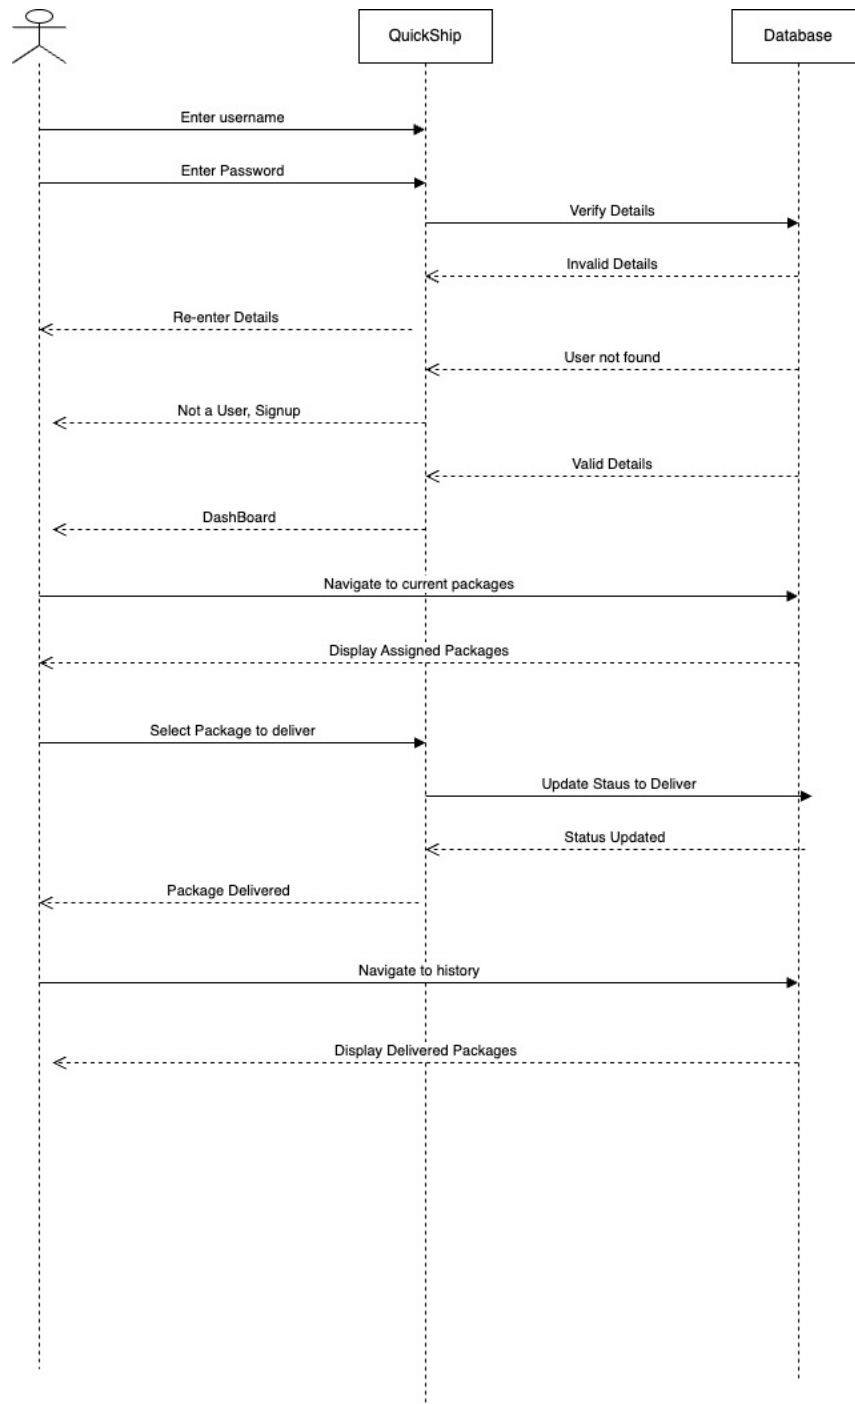 QuickShip
Database
Enter username
Enter Password
Verify Details
Invalid Details
Re-enter Details
User not found
Not a User, Signup
Valid Details
DashBoard
Navigate to current packages
Display Assigned Packages
Select Package to deliver
Update Staus to Deliver
Status Updated
Package Delivered
Navigate to history
Display Delivered Packages